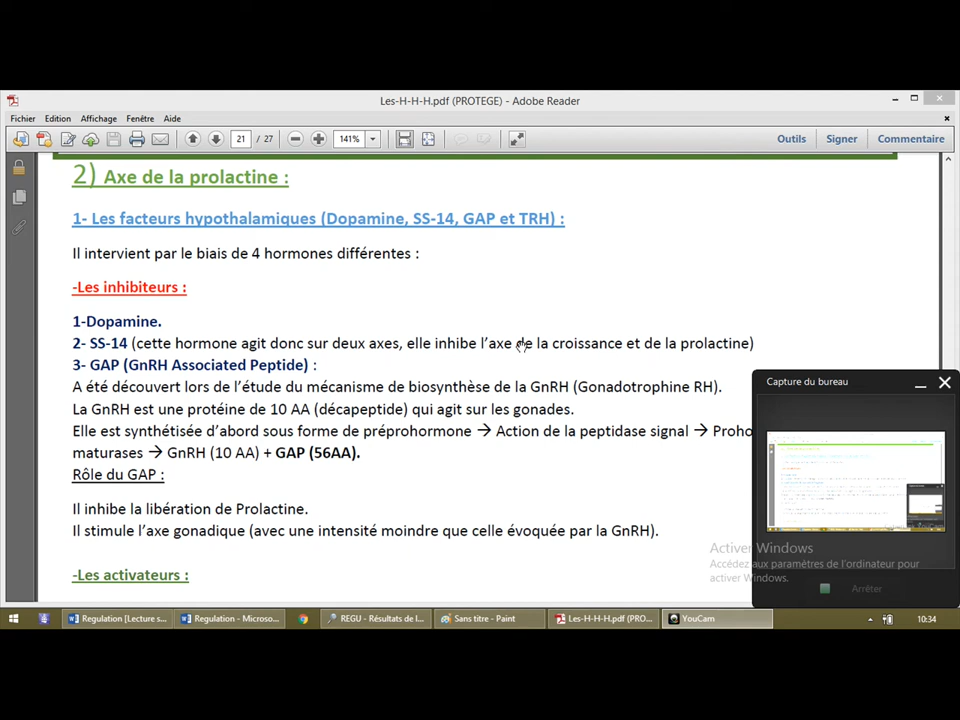 Les-H-H-H.pdf (PROTEGE) - Adobe Reader
Fichier Edition Affichage Fenêtre Aide
21 / 27 141% Outils Signer Commentaire
2) Axe de la prolactine :
1- Les facteurs hypothalamiques (Dopamine, SS-14, GAP et TRH) :
Il intervient par le biais de 4 hormones différentes :
-Les inhibiteurs :
1-Dopamine.
2- SS-14 (cette hormone agit donc sur deux axes, elle inhibe l'axe de la croissance et de la prolactine)
3- GAP (GnRH Associated Peptide) :
A été découvert lors de l'étude du mécanisme de biosynthèse de la GnRH (Gonadotrophine RH).
La GnRH est une protéine de 10 AA (décapeptide) qui agit sur les gonades.
Elle est synthétisée d'abord sous forme de préprohormone → Action de la peptidase signal → Proho
maturases → GnRH (10 AA) + GAP (56AA).
Rôle du GAP :
Il inhibe la libération de Prolactine.
Il stimule l'axe gonadique (avec une intensité moindre que celle évoquée par la GnRH).
-Les activateurs :
Capture du bureau
Activer Windows
Accédez aux paramètres de l'ordinateur pour
activer Windows.
Arrêter
Regulation [Lecture s... Regulation - Microso... REGU - Résultats de l... Sans titre - Paint Les-H-H-H.pdf (PRO... YouCam 10:34